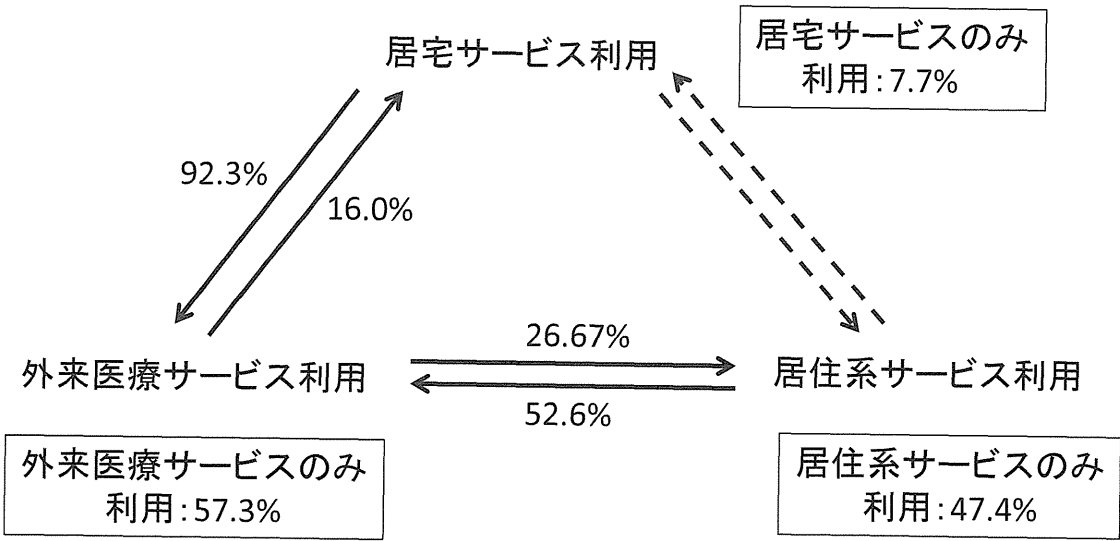 居宅サービス利用
居宅サービスのみ
利用:7.7%
92.3%
16.0%
26.67%
外来医療サービス利用
居住系サービス利用
52.6%
外来医療サービスのみ
利用:57.3%
居住系サービスのみ
利用:47.4%